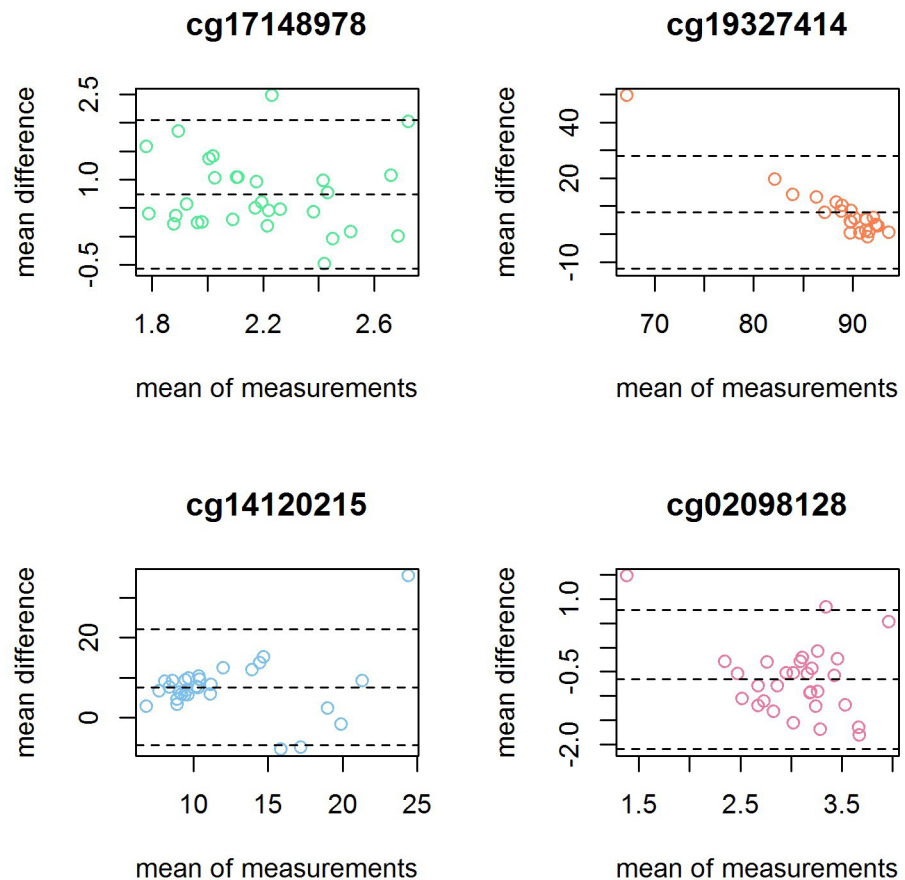 cg17148978
mean difference
2.5
1.0
-0.5
1.8 2.2 2.6
mean of measurements
cg19327414
mean difference
40
20
-10
70 80 90
mean of measurements
cg14120215
mean difference
20
0
10 15 20 25
mean of measurements
cg02098128
mean difference
1.0
-0.5
-2.0
1.5 2.5 3.5
mean of measurements